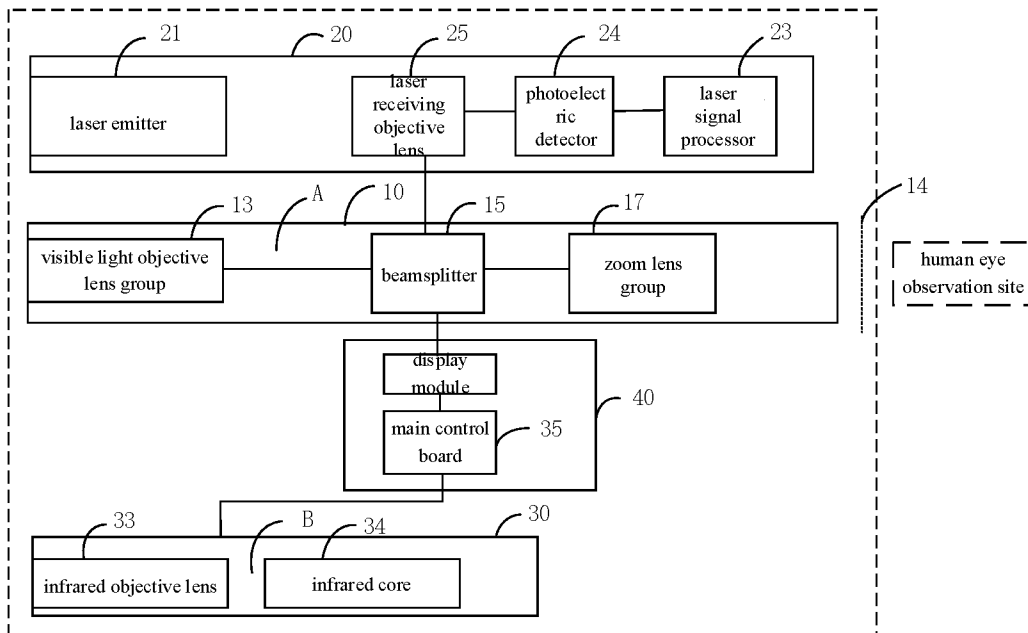 21
20
25
24
23
laser emitter
laser
receiving
objective
lens
photoelect
ric
detector
laser
signal
processor
13
A
10
15
17
14
visible light objective
lens group
beamsplitter
zoom lens
group
human eye
observation site
display
module
40
main control
board
35
33
B
34
30
infrared objective lens
infrared core